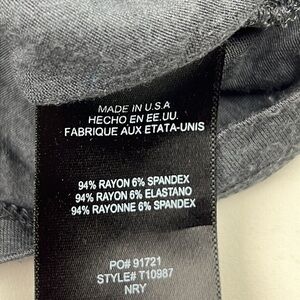 MADE IN U.S.A
HECHO EN EE.UU.
FABRIQUE AUX ETATA-UNIS
94% RAYON 6% SPANDEX
94% RAYON 6% ELASTANO
94% RAYONNE 6% SPANDEX
PO# 91721
STYLE# T10987
NRY